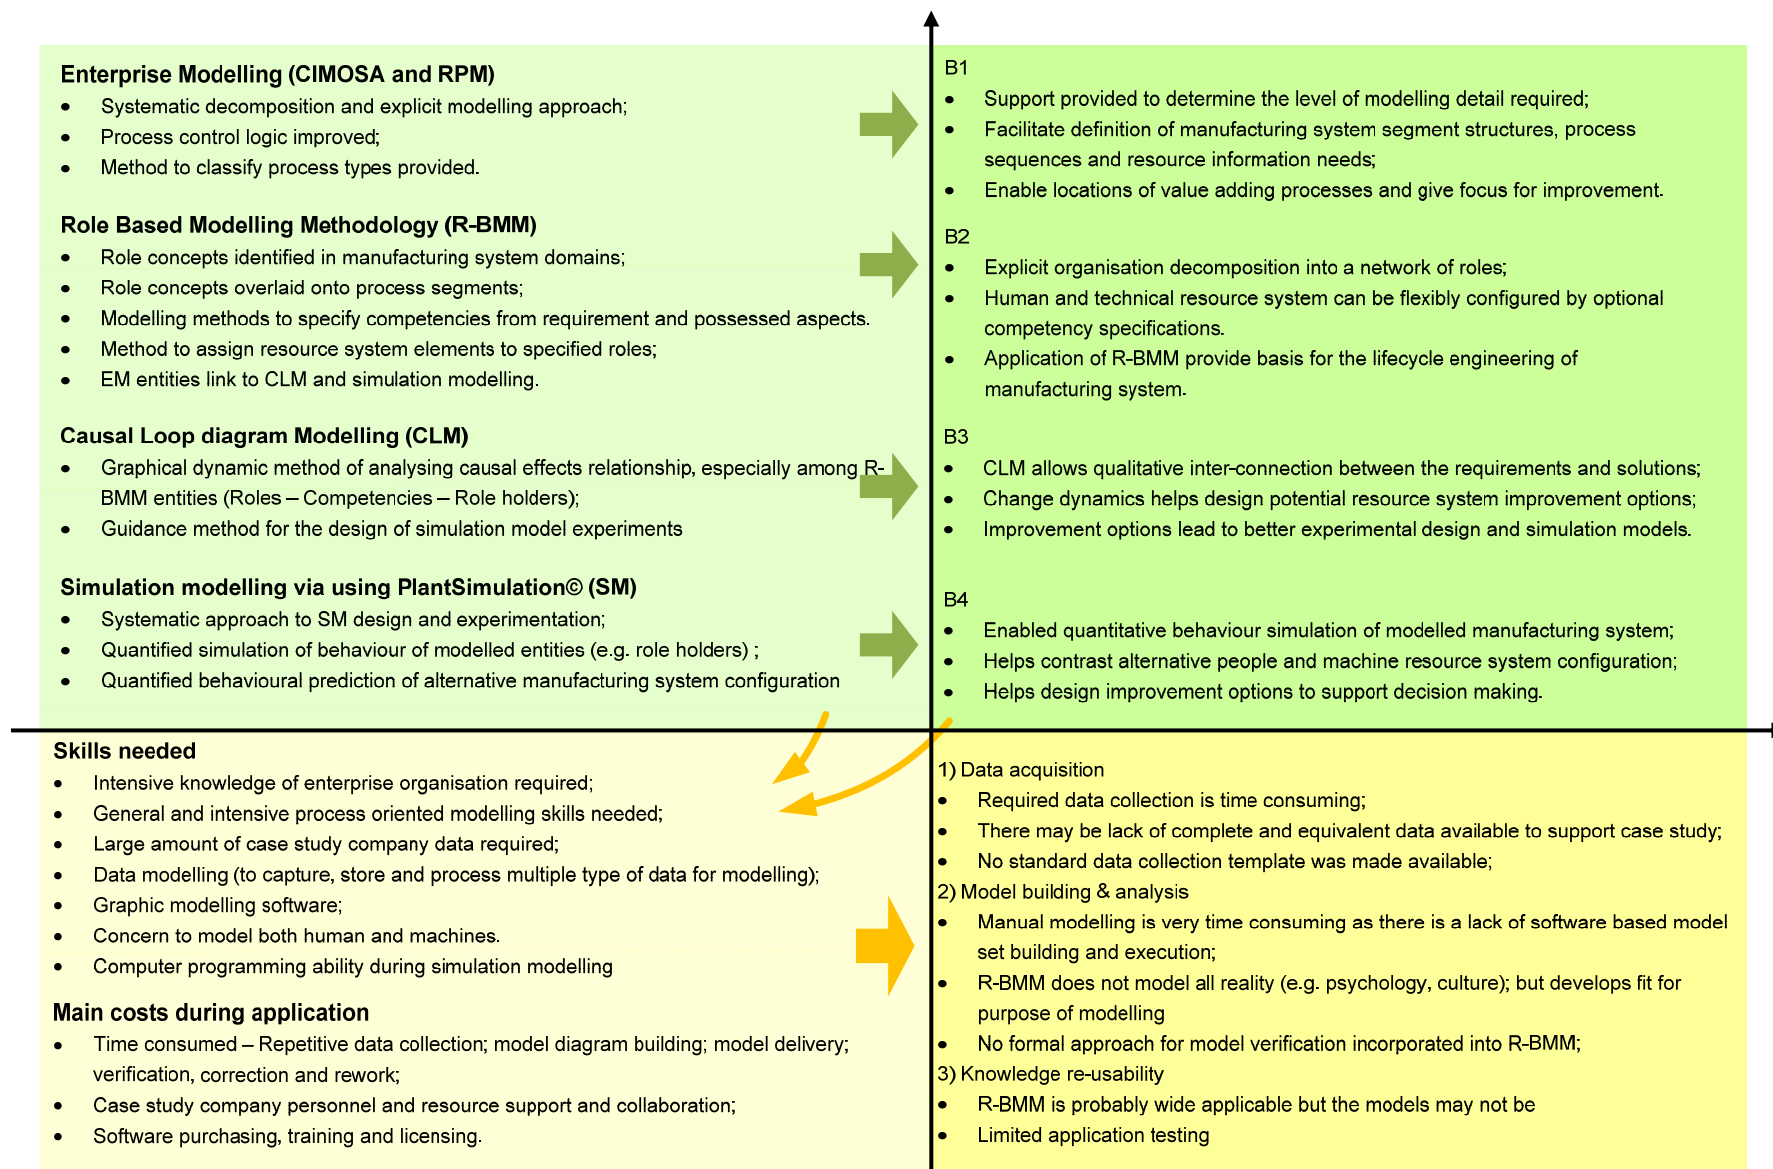 Enterprise Modelling (CIMOSA and RPM)
• Systematic decomposition and explicit modelling approach;
• Process control logic improved;
• Method to classify process types provided.
Role Based Modelling Methodology (R-BMM)
• Role concepts identified in manufacturing system domains;
• Role concepts overlaid onto process segments;
• Modelling methods to specify competencies from requirement and possessed aspects.
• Method to assign resource system elements to specified roles;
• EM entities link to CLM and simulation modelling.
Causal Loop diagram Modelling (CLM)
• Graphical dynamic method of analysing causal effects relationship, especially among R-
BMM entities (Roles – Competencies – Role holders);
• Guidance method for the design of simulation model experiments
Simulation modelling via using PlantSimulation© (SM)
• Systematic approach to SM design and experimentation;
• Quantified simulation of behaviour of modelled entities (e.g. role holders) ;
• Quantified behavioural prediction of alternative manufacturing system configuration
B1
• Support provided to determine the level of modelling detail required;
• Facilitate definition of manufacturing system segment structures, process
sequences and resource information needs;
• Enable locations of value adding processes and give focus for improvement.
B2
• Explicit organisation decomposition into a network of roles;
• Human and technical resource system can be flexibly configured by optional
competency specifications.
• Application of R-BMM provide basis for the lifecycle engineering of
manufacturing system.
B3
• CLM allows qualitative inter-connection between the requirements and solutions;
• Change dynamics helps design potential resource system improvement options;
• Improvement options lead to better experimental design and simulation models.
B4
• Enabled quantitative behaviour simulation of modelled manufacturing system;
• Helps contrast alternative people and machine resource system configuration;
• Helps design improvement options to support decision making.
Skills needed
• Intensive knowledge of enterprise organisation required;
• General and intensive process oriented modelling skills needed;
• Large amount of case study company data required;
• Data modelling (to capture, store and process multiple type of data for modelling);
• Graphic modelling software;
• Concern to model both human and machines.
• Computer programming ability during simulation modelling
Main costs during application
• Time consumed – Repetitive data collection; model diagram building; model delivery;
verification, correction and rework;
• Case study company personnel and resource support and collaboration;
• Software purchasing, training and licensing.
1) Data acquisition
• Required data collection is time consuming;
• There may be lack of complete and equivalent data available to support case study;
• No standard data collection template was made available;
2) Model building & analysis
• Manual modelling is very time consuming as there is a lack of software based model
set building and execution;
• R-BMM does not model all reality (e.g. psychology, culture); but develops fit for
purpose of modelling
• No formal approach for model verification incorporated into R-BMM;
3) Knowledge re-usability
• R-BMM is probably wide applicable but the models may not be
• Limited application testing